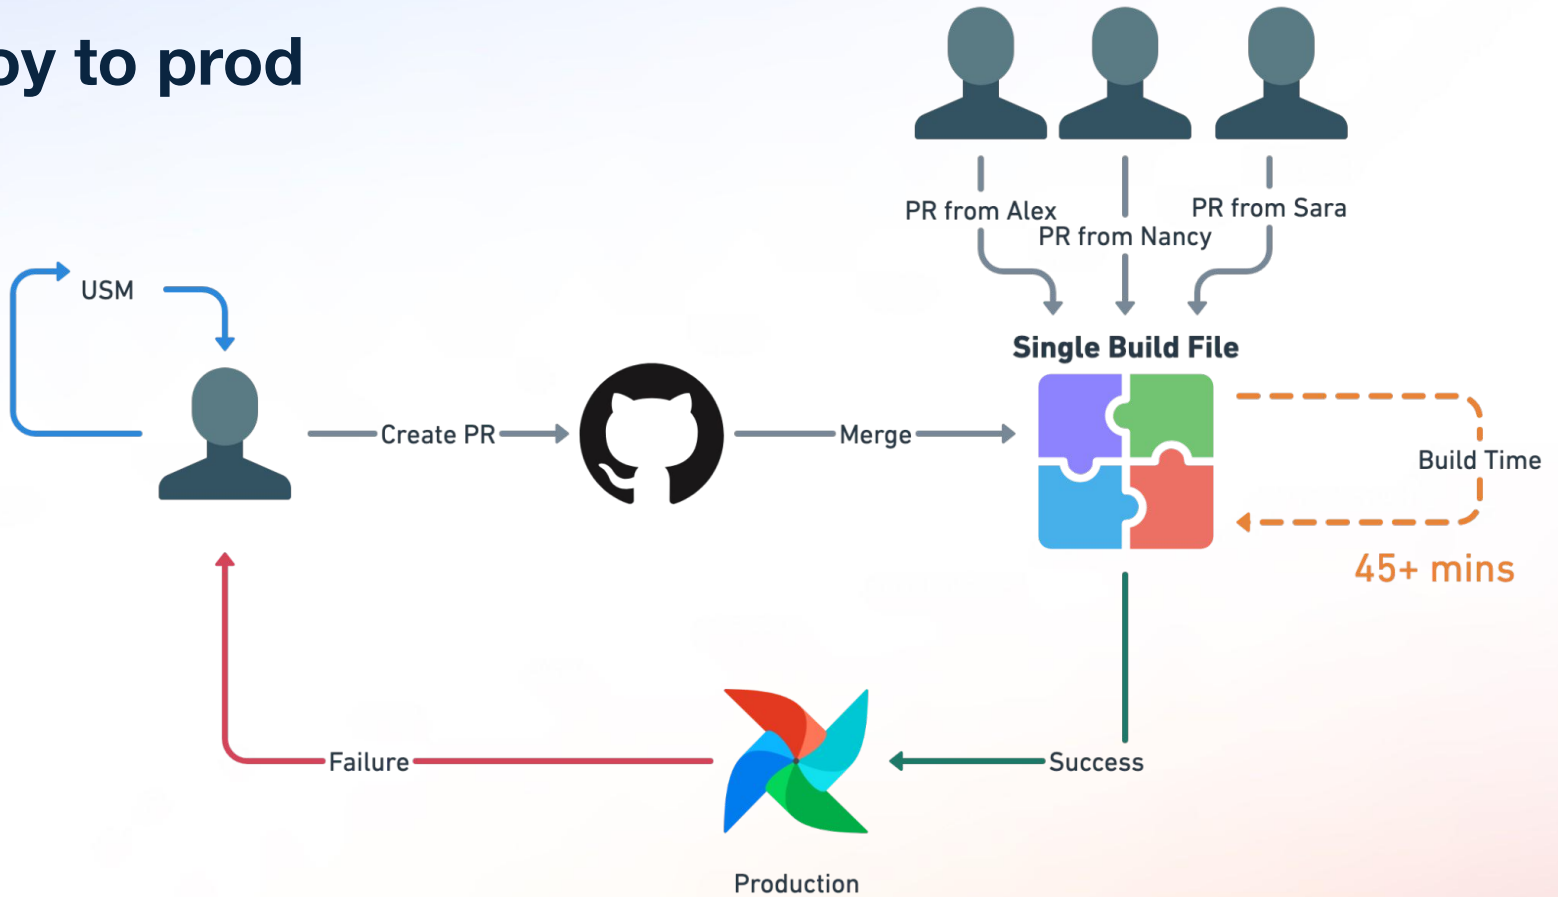 oy to prod
PR from Alex
PR from Nancy
PR from Sara
USM
Single Build File
Create PR
Merge
Build Time
45+ mins
Failure
Success
Production